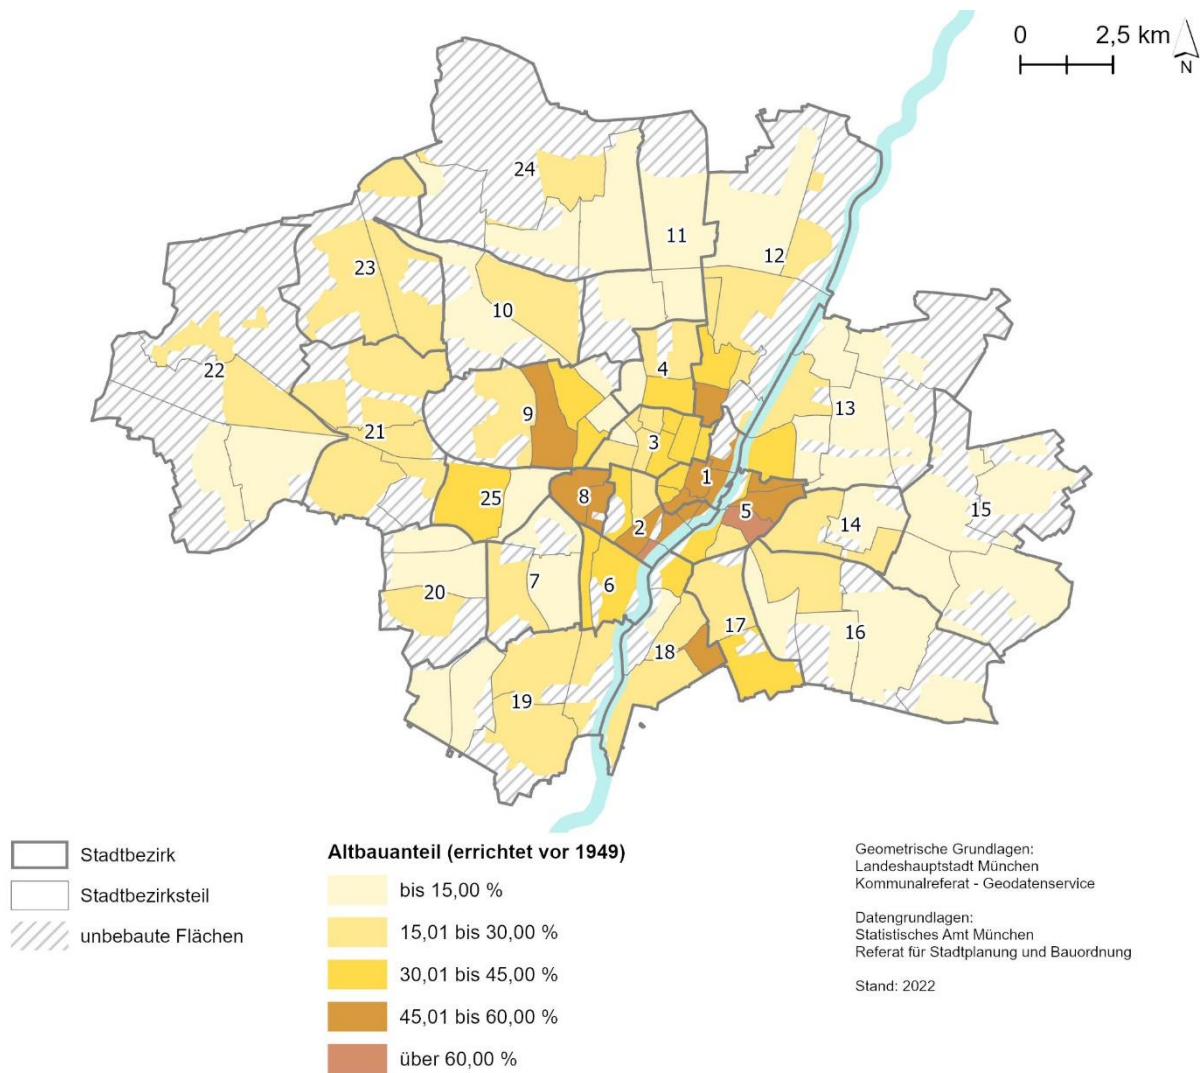 0 2,5 km
N
24
11
12
23
10
4
22
9
13
3
21
1
8
25
5
15
2
14
7
6
20
17
16
18
19
Stadtbezirk
Stadtbezirksteil
unbebaute Flächen
Altbauanteil (errichtet vor 1949)
bis 15,00 %
15,01 bis 30,00 %
30,01 bis 45,00 %
45,01 bis 60,00 %
über 60,00 %
Geometrische Grundlagen:
Landeshauptstadt München
Kommunalreferat - Geodatenservice
Datengrundlagen:
Statistisches Amt München
Referat für Stadtplanung und Bauordnung
Stand: 2022